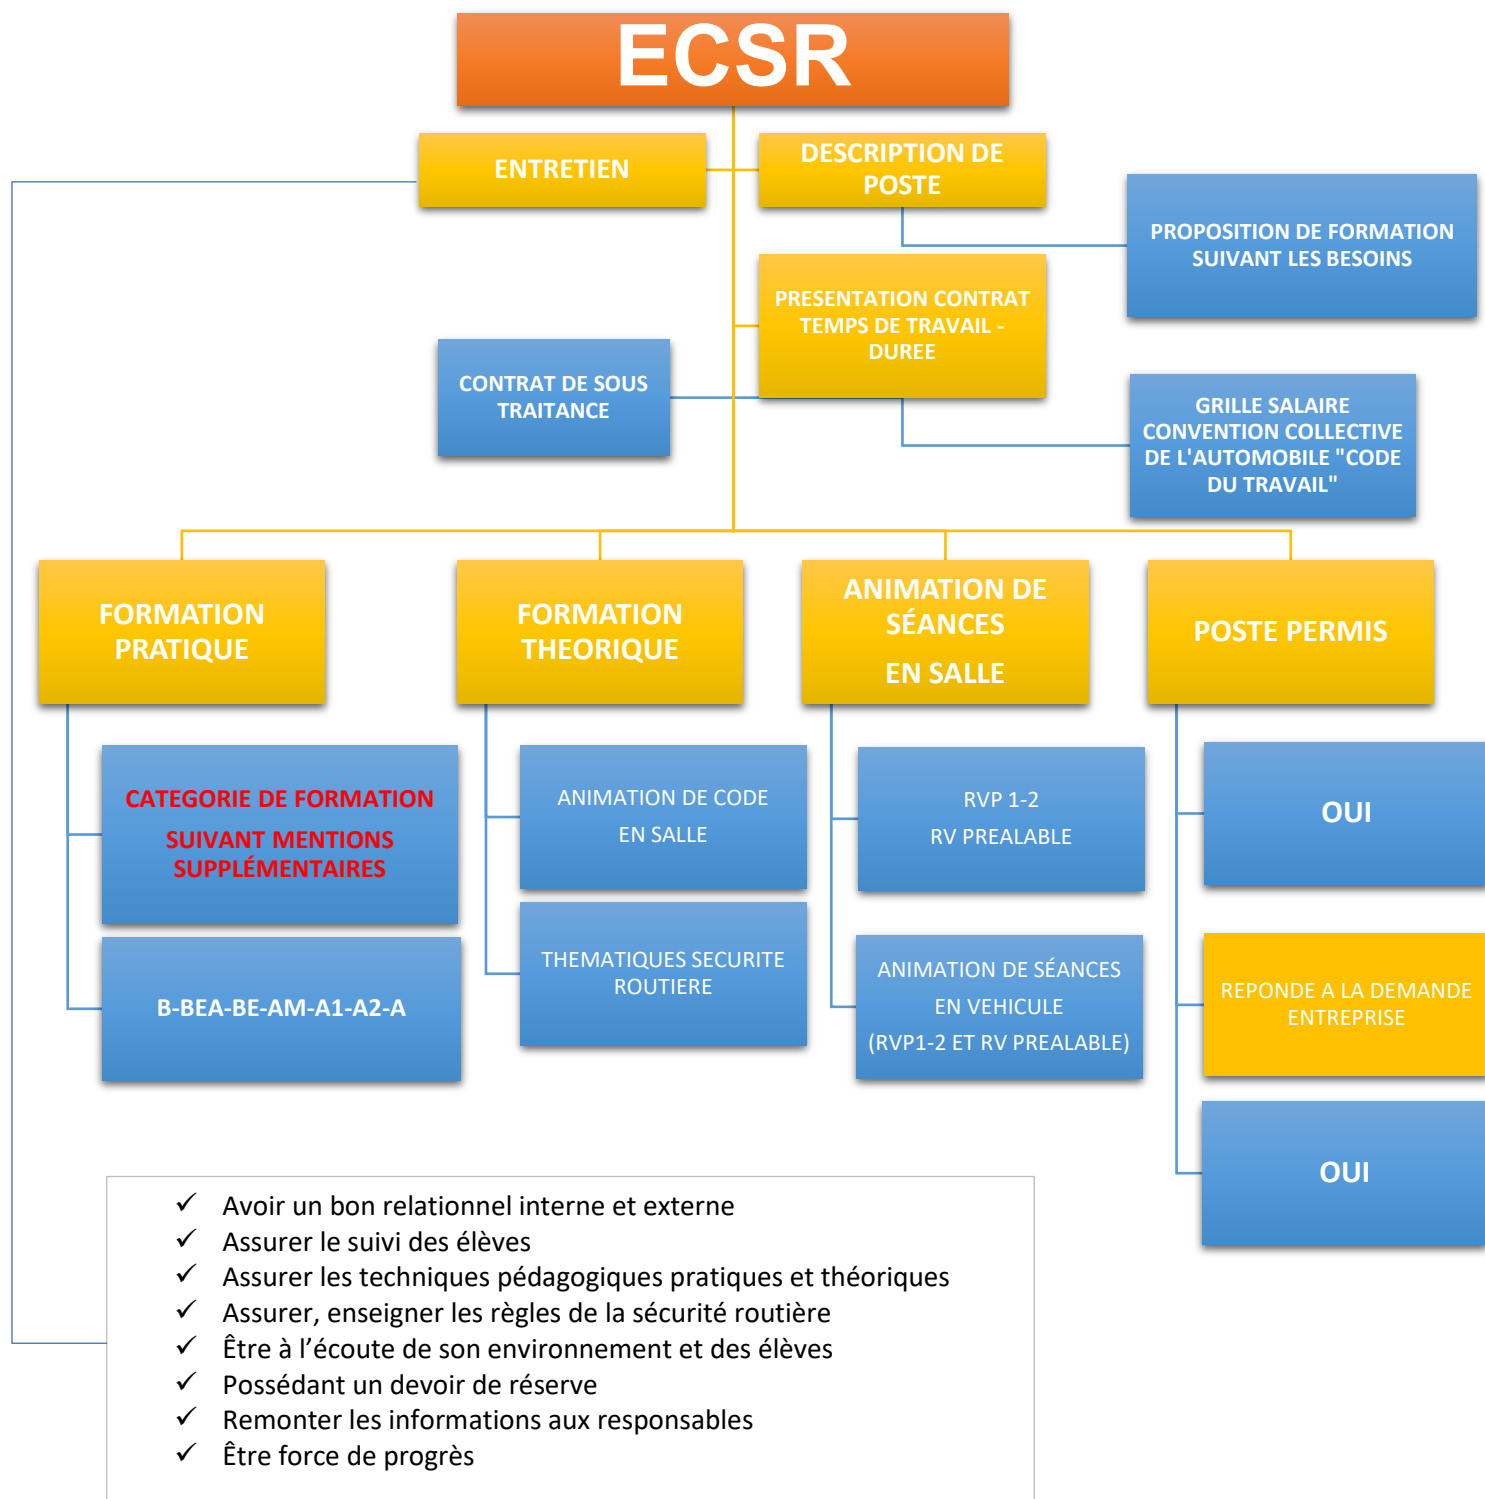 ECSR
ENTRETIEN
DESCRIPTION DE
POSTE
PROPOSITION DE FORMATION
SUIVANT LES BESOINS
PRESENTATION CONTRAT
TEMPS DE TRAVAIL -
DUREE
CONTRAT DE SOUS
TRAITANCE
GRILLE SALAIRE
CONVENTION COLLECTIVE
DE L'AUTOMOBILE "CODE
DU TRAVAIL"
FORMATION
PRATIQUE
CATEGORIE DE FORMATION
SUIVANT MENTIONS
SUPPLÉMENTAIRES
B-BEA-BE-AM-A1-A2-A
FORMATION
THEORIQUE
ANIMATION DE CODE
EN SALLE
THEMATIQUES SECURITE
ROUTIERE
ANIMATION DE
SÉANCES
EN SALLE
RVP 1-2
RV PREALABLE
ANIMATION DE SÉANCES
EN VEHICULE
(RVP1-2 ET RV PREALABLE)
POSTE PERMIS
OUI
REPONDE A LA DEMANDE
ENTREPRISE
OUI
✓ Avoir un bon relationnel interne et externe
✓ Assurer le suivi des élèves
✓ Assurer les techniques pédagogiques pratiques et théoriques
✓ Assurer, enseigner les règles de la sécurité routière
✓ Être à l’écoute de son environnement et des élèves
✓ Possédant un devoir de réserve
✓ Remonter les informations aux responsables
✓ Être force de progrès